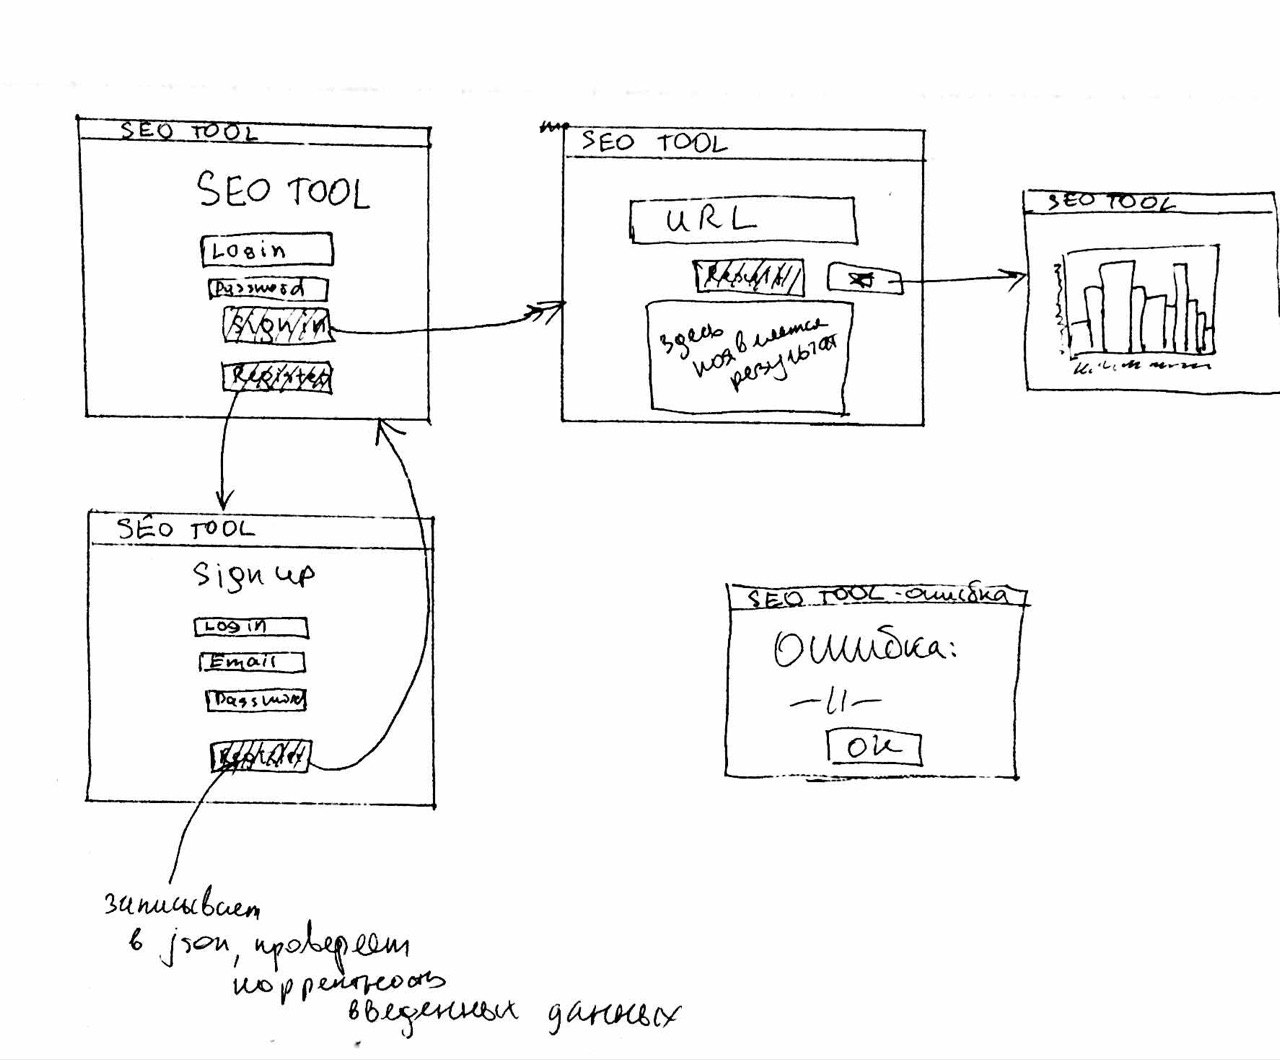 SEO TOOL
SEO TOOL
Login
Password
Sign in
Register
SEO TOOL
URL
здесь
появляется
результат
SEO TOOL
SEO TOOL
Sign up
Login
Email
Password
Register
SEO TOOL - ошибка
Ошибка:
—//—
OK
записывает
в json, проверяет
корректность
введенных данных